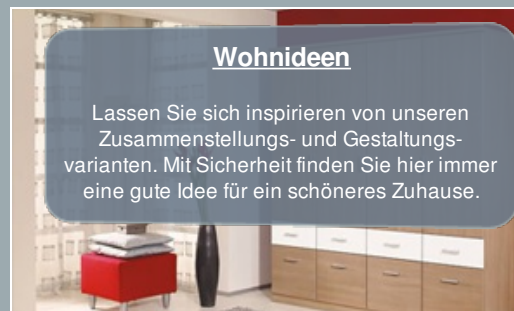 Wohnideen
Lassen Sie sich inspirieren von unseren
Zusammenstellungs- und Gestaltungs-
varianten. Mit Sicherheit finden Sie hier immer
eine gute Idee für ein schöneres Zuhause.